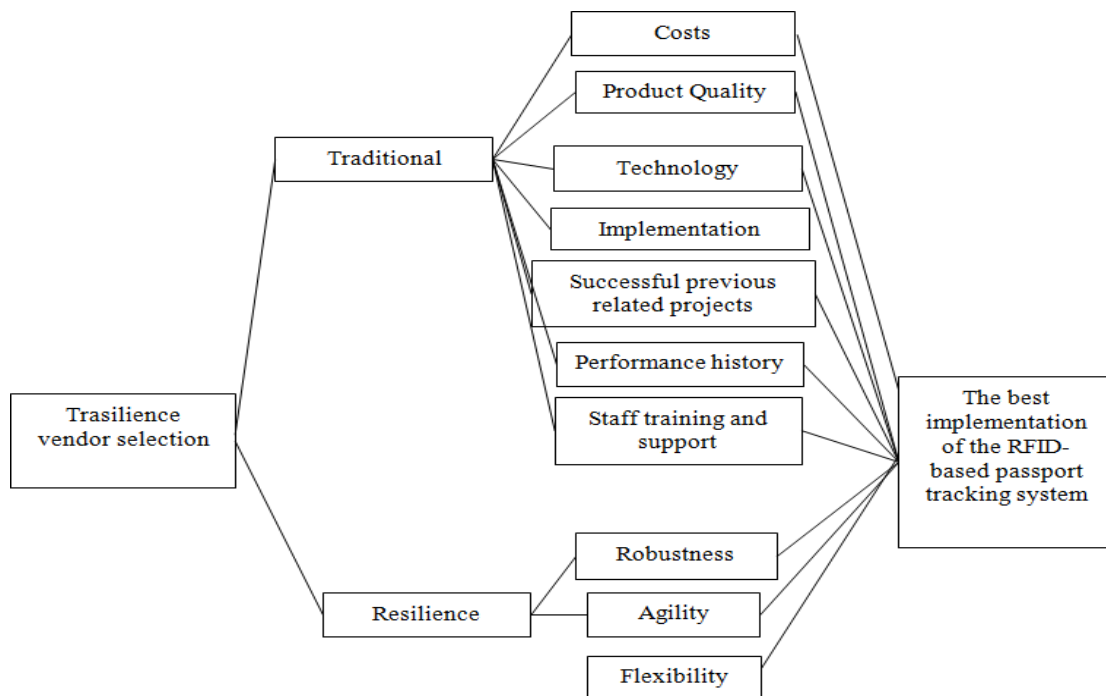 Costs
Product Quality
Traditional
Technology
Implementation
Successful previous
related projects
Performance history
Staff training and
support
Trasilience
vendor selection
The best
implementation
of the RFID-
based passport
tracking system
Robustness
Resilience
Agility
Flexibility